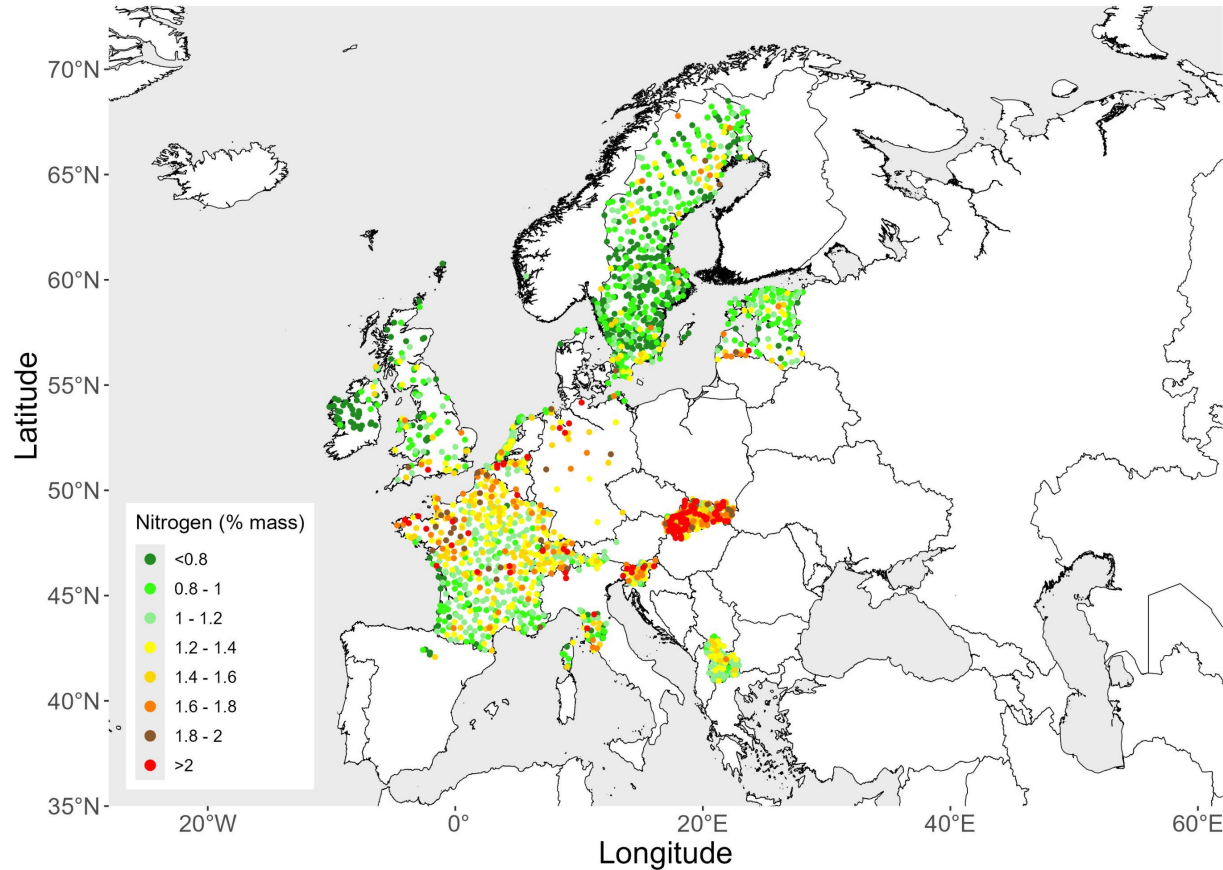 70°N
65°N
60°N
55°N
50°N
45°N
40°N
35°N
Latitude
Nitrogen (% mass)
<0.8
0.8 - 1
1 - 1.2
1.2 - 1.4
1.4 - 1.6
1.6 - 1.8
1.8 - 2
>2
20°W 0° 20°E 40°E 60°E
Longitude